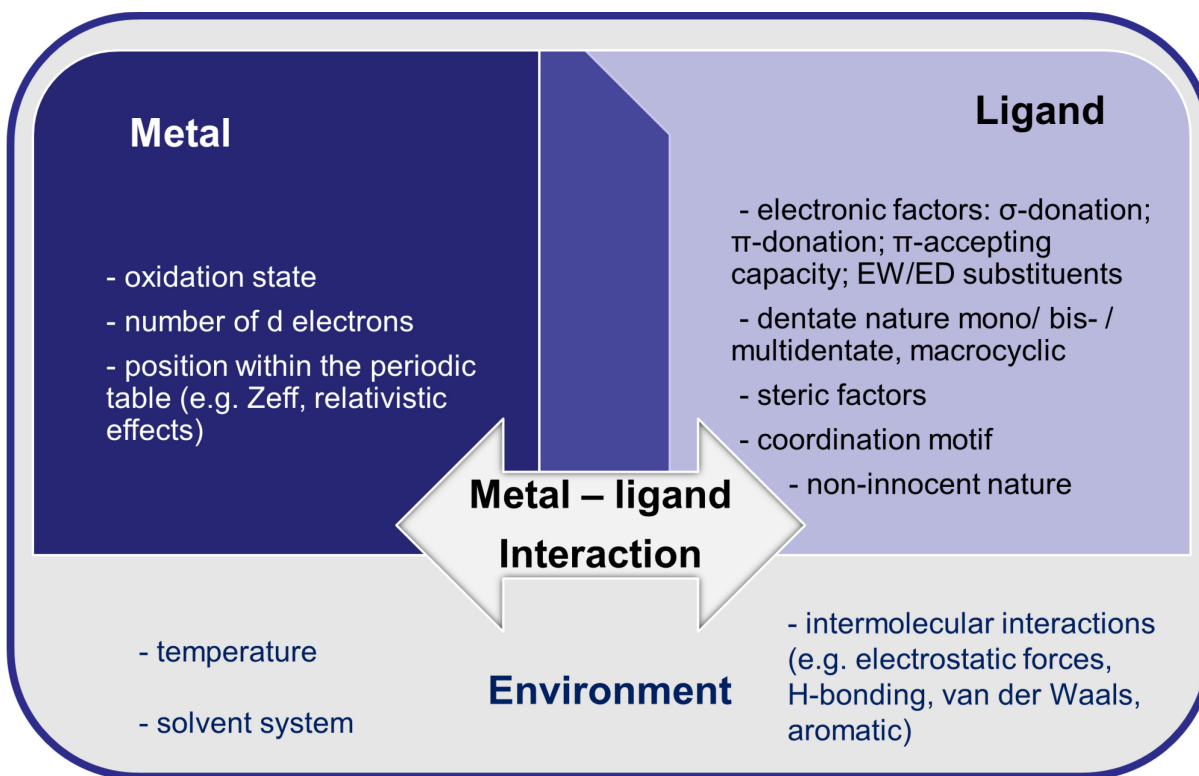 Metal
- oxidation state
- number of d electrons
- position within the periodic
table (e.g. Zeff, relativistic
effects)
Ligand
- electronic factors: σ-donation;
π-donation; π-accepting
capacity; EW/ED substituents
- dentate nature mono/ bis- /
multidentate, macrocyclic
- steric factors
- coordination motif
- non-innocent nature
Metal – ligand
Interaction
- temperature
- solvent system
Environment
- intermolecular interactions
(e.g. electrostatic forces,
H-bonding, van der Waals,
aromatic)